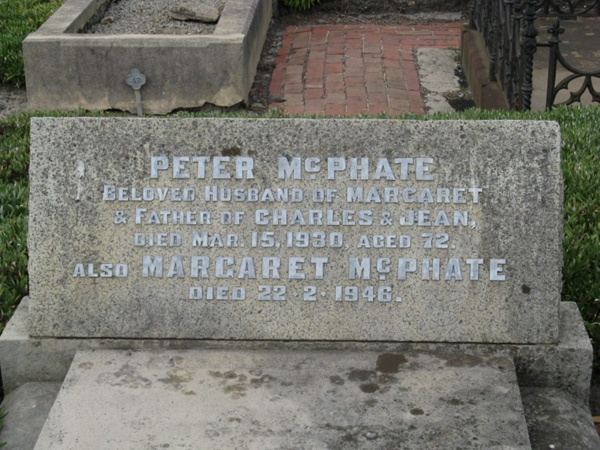 PETER McPHATE
BELOVED HUSBAND OF MARGARET
& FATHER OF CHARLES & JEAN,
DIED MAR. 15, 1930, AGED 72.
ALSO MARGARET McPHATE
DIED 22·2·1946.